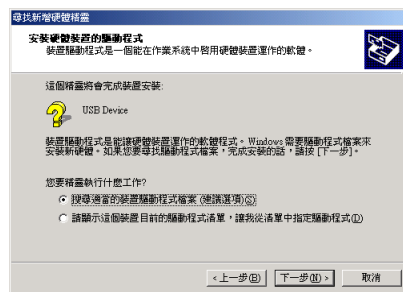 尋找新增硬體精靈
安裝硬體裝置的驅動程式
裝置驅動程式是一個能在作業系統中啓用硬體裝置運作的軟體。
這個精靈將會完成裝置安裝:
USB Device
裝置驅動程式是能讓硬體裝置運作的軟體程式。Windows 需要驅動程式檔案來
安裝新硬體。如果您要尋找驅動程式檔案，完成安裝的話，請按 [下一步]。
您要精靈執行什麼工作?
搜尋適當的裝置驅動程式檔案 (建議選項)(S)
請顯示這個裝置目前的驅動程式清單，讓我從清單中指定驅動程式(D)
< 上一步(B) 下一步(N) > 取消